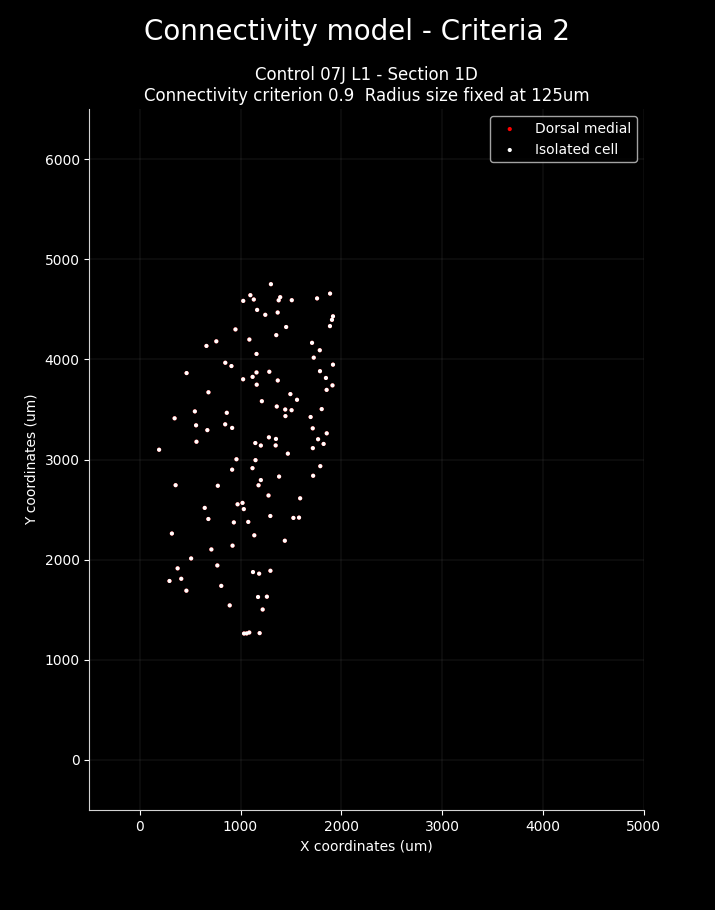 Connectivity model - Criteria 2
Control 07J L1 - Section 1D
Connectivity criterion 0.9  Radius size fixed at 125um
Dorsal medial
Isolated cell
6000
5000
4000
3000
2000
1000
0
Y coordinates (um)
0 1000 2000 3000 4000 5000
X coordinates (um)